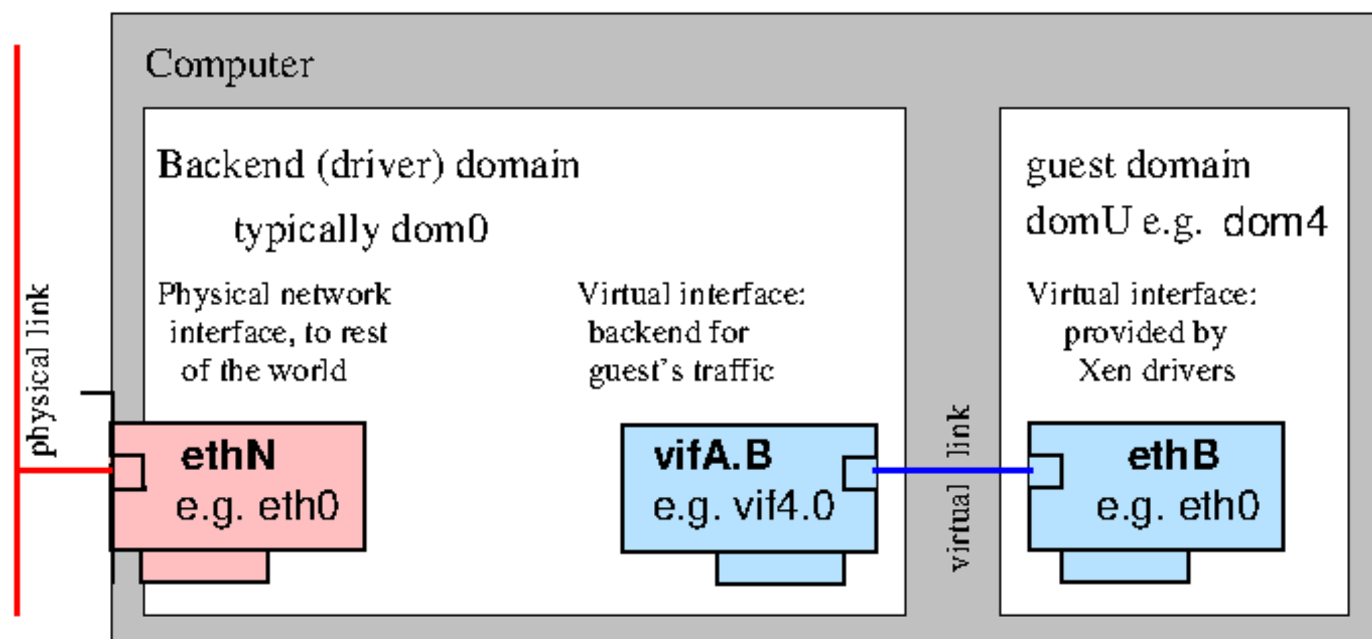 Computer
Backend (driver) domain
typically dom0
Physical network
interface, to rest
of the world
Virtual interface:
backend for
guest's traffic
guest domain
domU e.g. dom4
Virtual interface:
provided by
Xen drivers
physical link
ethN
e.g. eth0
vifA.B
e.g. vif4.0
virtual link
ethB
e.g. eth0